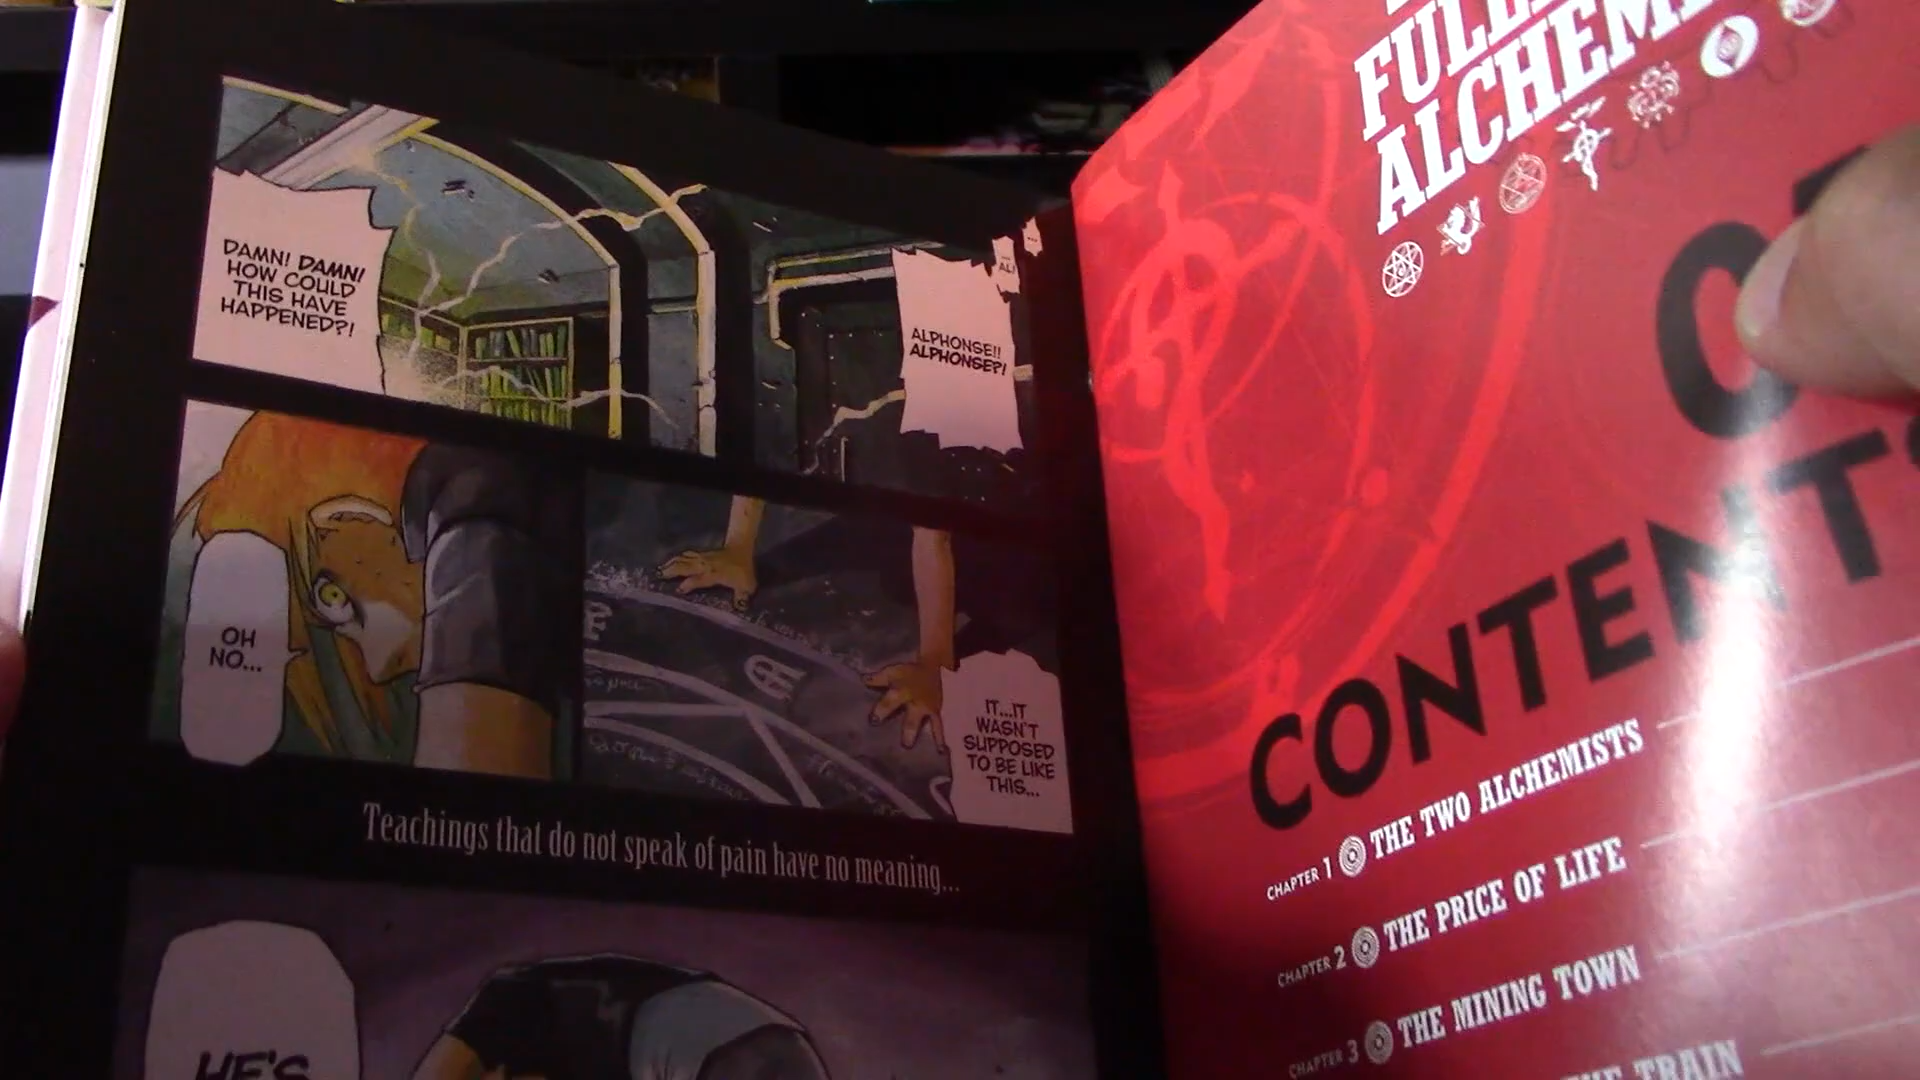 DAMN! DAMN!
HOW COULD
THIS HAVE
HAPPENED?!
...
AL!
ALPHONSE!!
ALPHONSE?!
OH
NO...
IT...IT
WASN'T
SUPPOSED
TO BE LIKE
THIS...
Teachings that do not speak of pain have no meaning...
HE'S
CONTENTS
CHAPTER 1 THE TWO ALCHEMISTS
CHAPTER 2 THE PRICE OF LIFE
CHAPTER 3 THE MINING TOWN
TRAIN